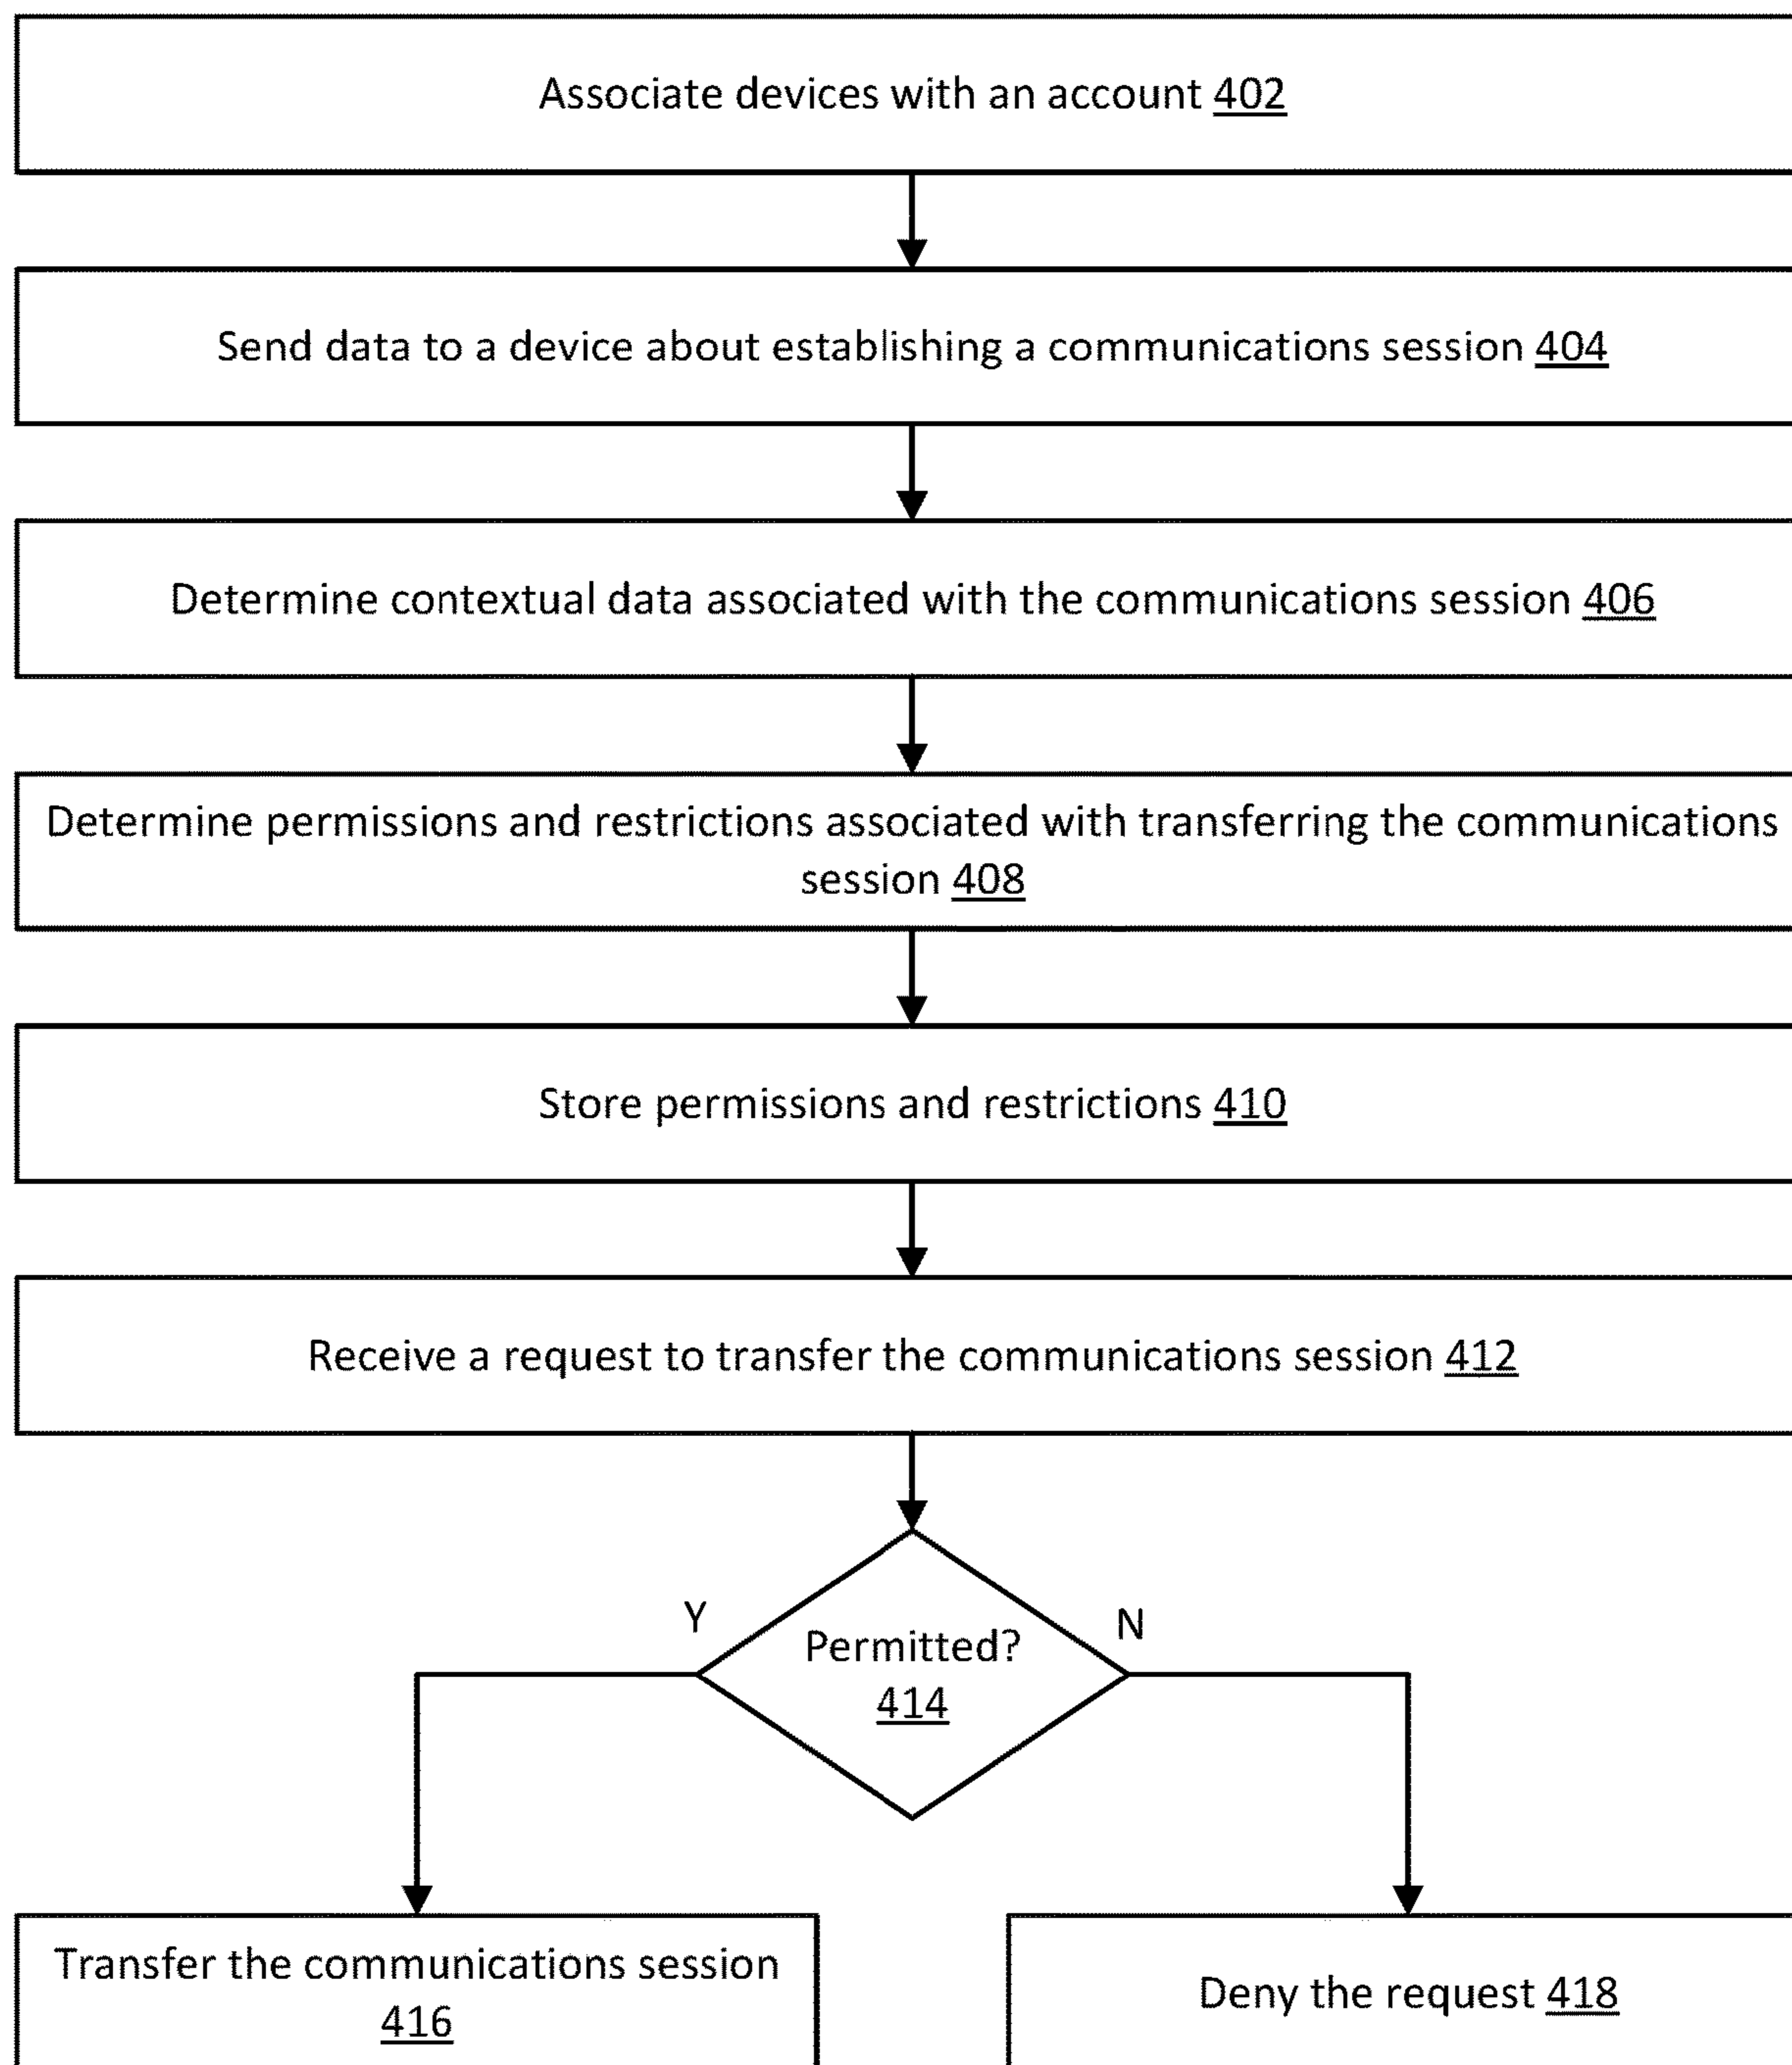 Associate devices with an account 402
Send data to a device about establishing a communications session 404
Determine contextual data associated with the communications session 406
Determine permissions and restrictions associated with transferring the communications
session 408
Store permissions and restrictions 410
Receive a request to transfer the communications session 412
Y
N
Permitted?
414
Transfer the communications session
416
Deny the request 418